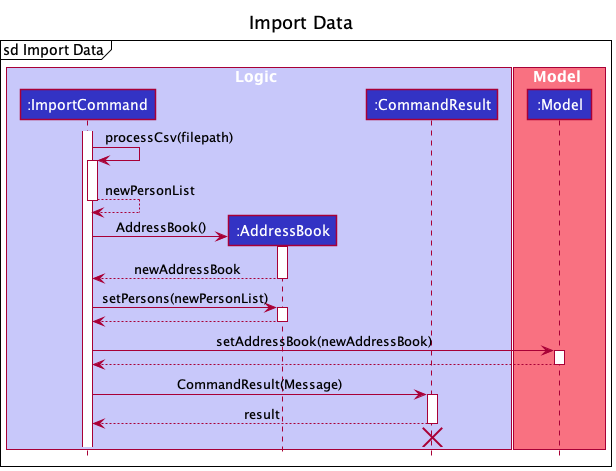 Import Data
sd Import Data
Logic
Model
:ImportCommand
:CommandResult
:Model
processCsv(filepath)
newPersonList
AddressBook()
:AddressBook
newAddressBook
setPersons(newPersonList)
setAddressBook(newAddressBook)
CommandResult(Message)
result